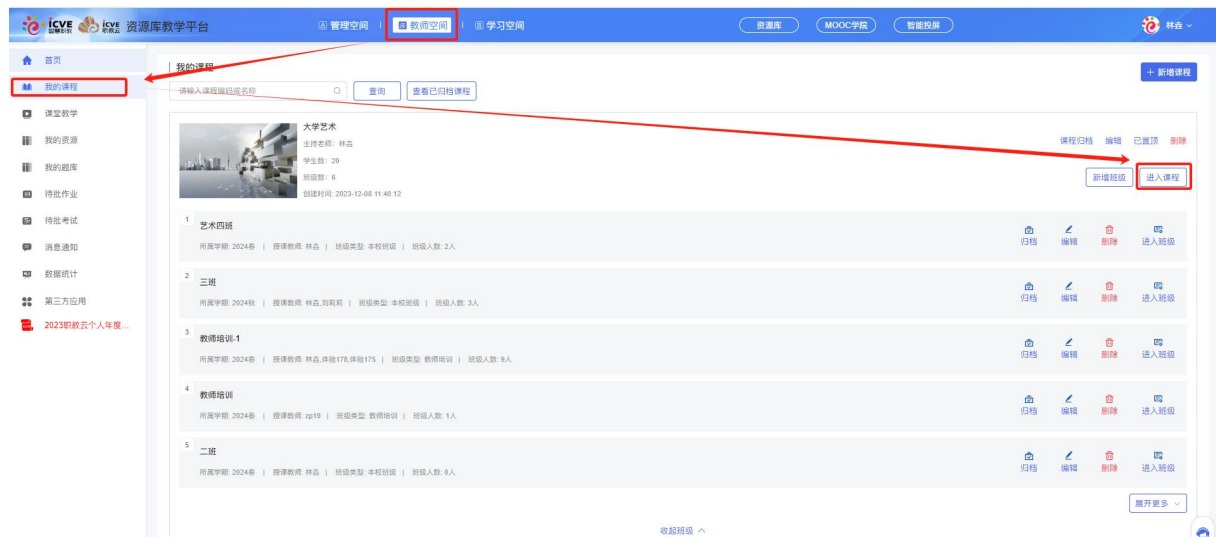 icve 智慧职教 icve 职教云 资源库教学平台
管理空间 | 教师空间 | 学习空间
资源库 MOOC学院 智能投屏
林垚
首页
我的课程
课堂教学
我的资源
我的题库
待批作业
待批考试
消息通知
数据统计
第三方应用
2023职教云个人年度...
我的课程
+ 新增课程
请输入课程编码或名称 查询 查看已归档课程
大学艺术
主持老师: 林垚
学生数: 20
班级数: 6
创建时间: 2023-12-08 11:40:12
课程归档 编辑 已置顶 删除
新增班级 进入课程
1 艺术四班
所属学期: 2024春 | 授课教师: 林垚 | 班级类型: 本校班级 | 班级人数: 2人
归档 编辑 删除 进入班级
2 三班
所属学期: 2024秋 | 授课教师: 林垚,刘莉莉 | 班级类型: 本校班级 | 班级人数: 3人
归档 编辑 删除 进入班级
3 教师培训-1
所属学期: 2024春 | 授课教师: 林垚,体验178,体验175 | 班级类型: 教师培训 | 班级人数: 9人
归档 编辑 删除 进入班级
4 教师培训
所属学期: 2024春 | 授课教师: zp19 | 班级类型: 教师培训 | 班级人数: 1人
归档 编辑 删除 进入班级
5 二班
所属学期: 2024春 | 授课教师: 林垚 | 班级类型: 本校班级 | 班级人数: 0人
归档 编辑 删除 进入班级
展开更多
收起班级